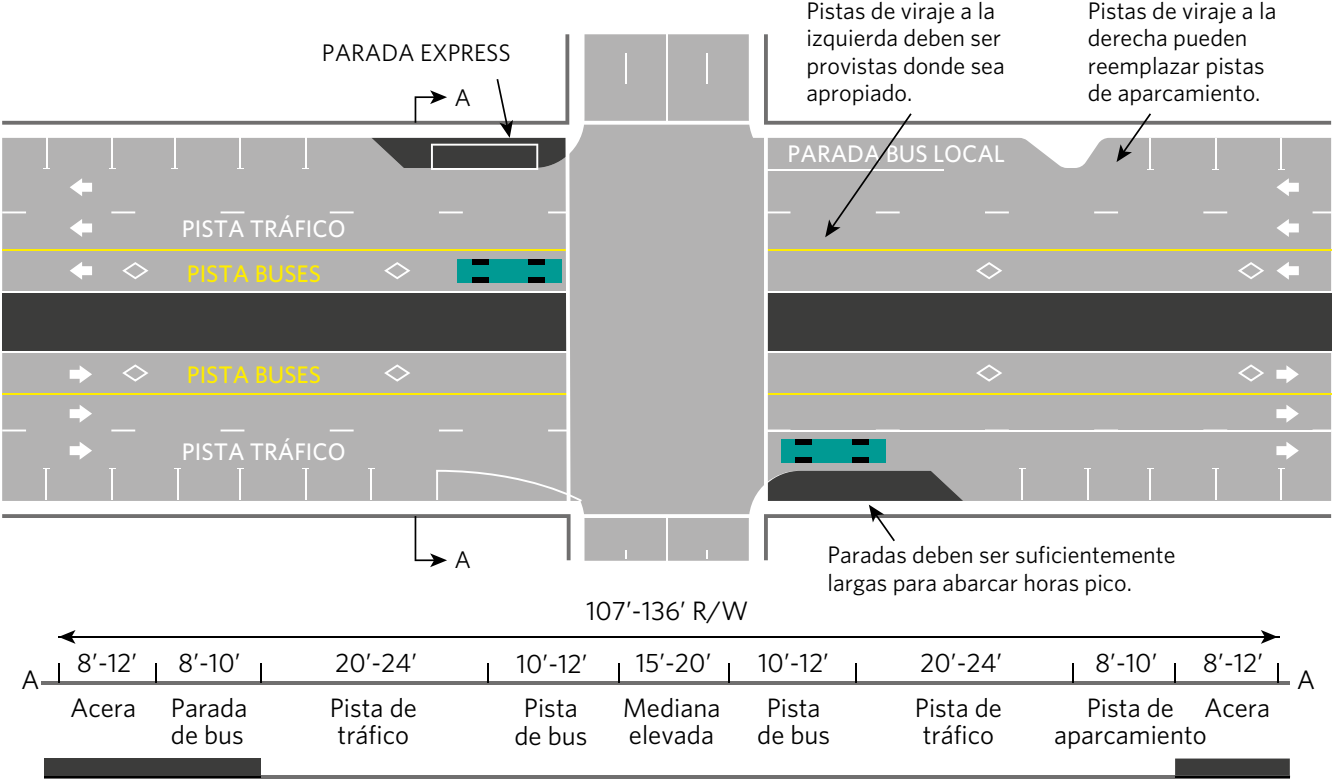 Pistas de viraje a la
izquierda deben ser
provistas donde sea
apropiado.
Pistas de viraje a la
derecha pueden
reemplazar pistas
de aparcamiento.
PARADA EXPRESS
A
PARADA BUS LOCAL
PISTA TRÁFICO
PISTA BUSES
PISTA BUSES
PISTA TRÁFICO
A
Paradas deben ser suficientemente
largas para abarcar horas pico.
107'-136' R/W
8'-12' 8'-10' 20'-24' 10'-12' 15'-20' 10'-12' 20'-24' 8'-10' 8'-12'
A A
Acera Parada Pista de Pista Mediana Pista Pista de Pista de Acera
de bus tráfico de bus elevada de bus tráfico aparcamiento